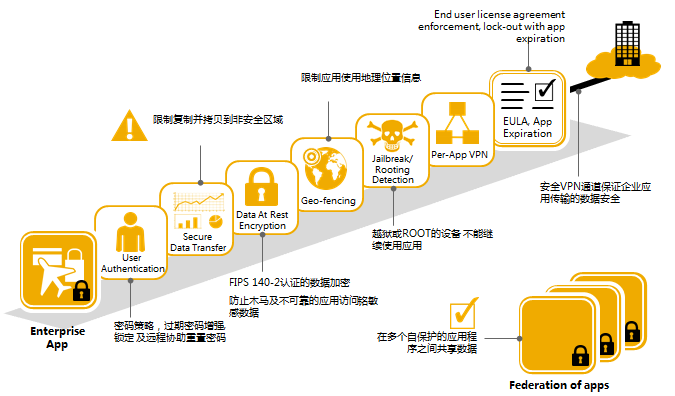 End user license agreement
enforcement, lock-out with app
expiration
限制应用使用地理位置信息
限制复制并拷贝到非安全区域
EULA, App
Expiration
Per-App VPN
Jailbreak/
Rooting
Detection
Geo-fencing
Data At Rest
Encryption
Secure
Data Transfer
User
Authentication
Enterprise
App
安全VPN通道保证企业应
用传输的数据安全
越狱或ROOT的设备 不能继
续使用应用
FIPS 140-2认证的数据加密
防止木马及不可靠的应用访问铭敏
感数据
密码策略，过期密码增强
锁定 及远程协助重置密码
在多个自保护的应用程
序之间共享数据
Federation of apps